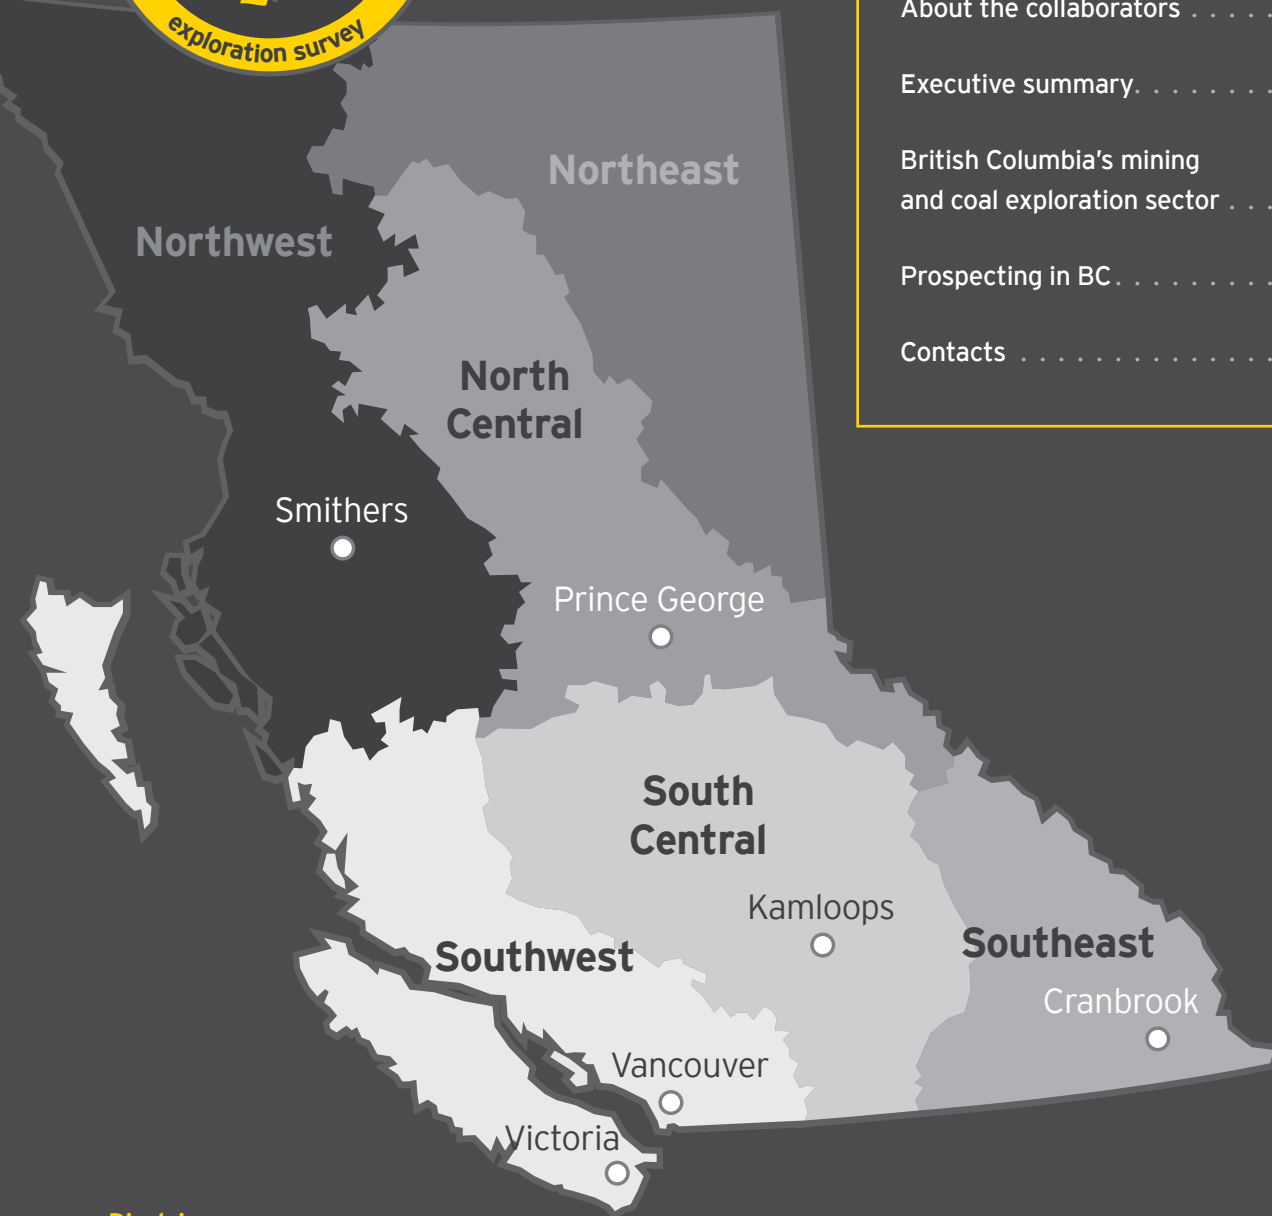 exploration survey
About the collaborators . . . . .
Executive summary. . . . . . . .
British Columbia's mining
and coal exploration sector . . .
Prospecting in BC. . . . . . . . .
Contacts . . . . . . . . . . . . . .
Northeast
Northwest
North
Central
Smithers
Prince George
South
Central
Kamloops
Southwest
Southeast
Cranbrook
Vancouver
Victoria